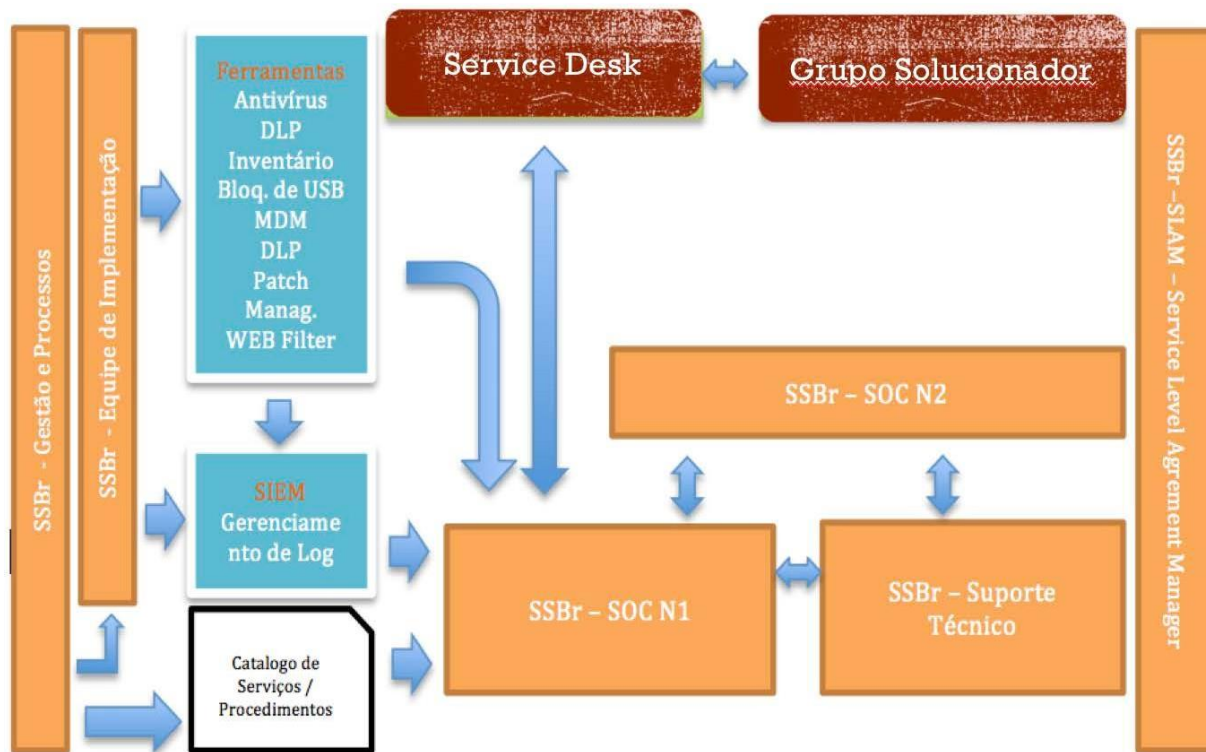 SSBr - Gestão e Processos
SSBr - Equipe de Implementação
Ferramentas
Antivírus
DLP
Inventário
Bloq. de USB
MDM
DLP
Patch
Manag.
WEB Filter
SIEM
Gerenciame
nto de Log
Catalogo de
Serviços /
Procedimentos
Service Desk
Grupo Solucionador
SSBr – SOC N2
SSBr – SOC N1
SSBr – Suporte
Técnico
SSBr –SLAM – Service Level Agrement Manager